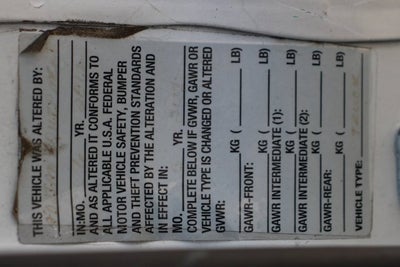 THIS VEHICLE WAS ALTERED BY:
IN:MO. YR.
AND AS ALTERED IT CONFORMS TO
ALL APPLICABLE U.S.A. FEDERAL
MOTOR VEHICLE SAFETY, BUMPER
AND THEFT PREVENTION STANDARDS
AFFECTED BY THE ALTERATION AND
IN EFFECT IN:
MO. YR.
COMPLETE BELOW IF GVWR, GAWR OR
VEHICLE TYPE IS CHANGED OR ALTERED
GVWR: KG ( LB)
GAWR-FRONT: KG ( LB)
GAWR INTERMEDIATE (1): KG ( LB)
GAWR INTERMEDIATE (2): KG ( LB)
GAWR-REAR: KG ( LB)
VEHICLE TYPE: